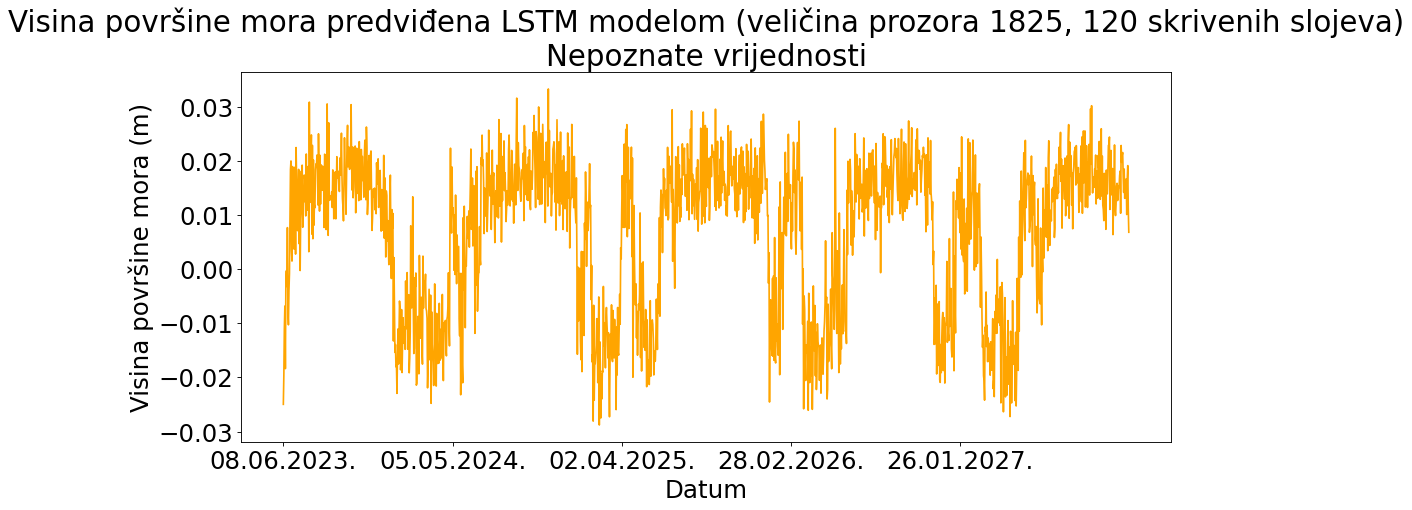 Visina površine mora predviđena LSTM modelom (veličina prozora 1825, 120 skrivenih slojeva)
Nepoznate vrijednosti
Visina površine mora (m)
0.03
0.02
0.01
0.00
−0.01
−0.02
−0.03
08.06.2023. 05.05.2024. 02.04.2025. 28.02.2026. 26.01.2027.
Datum